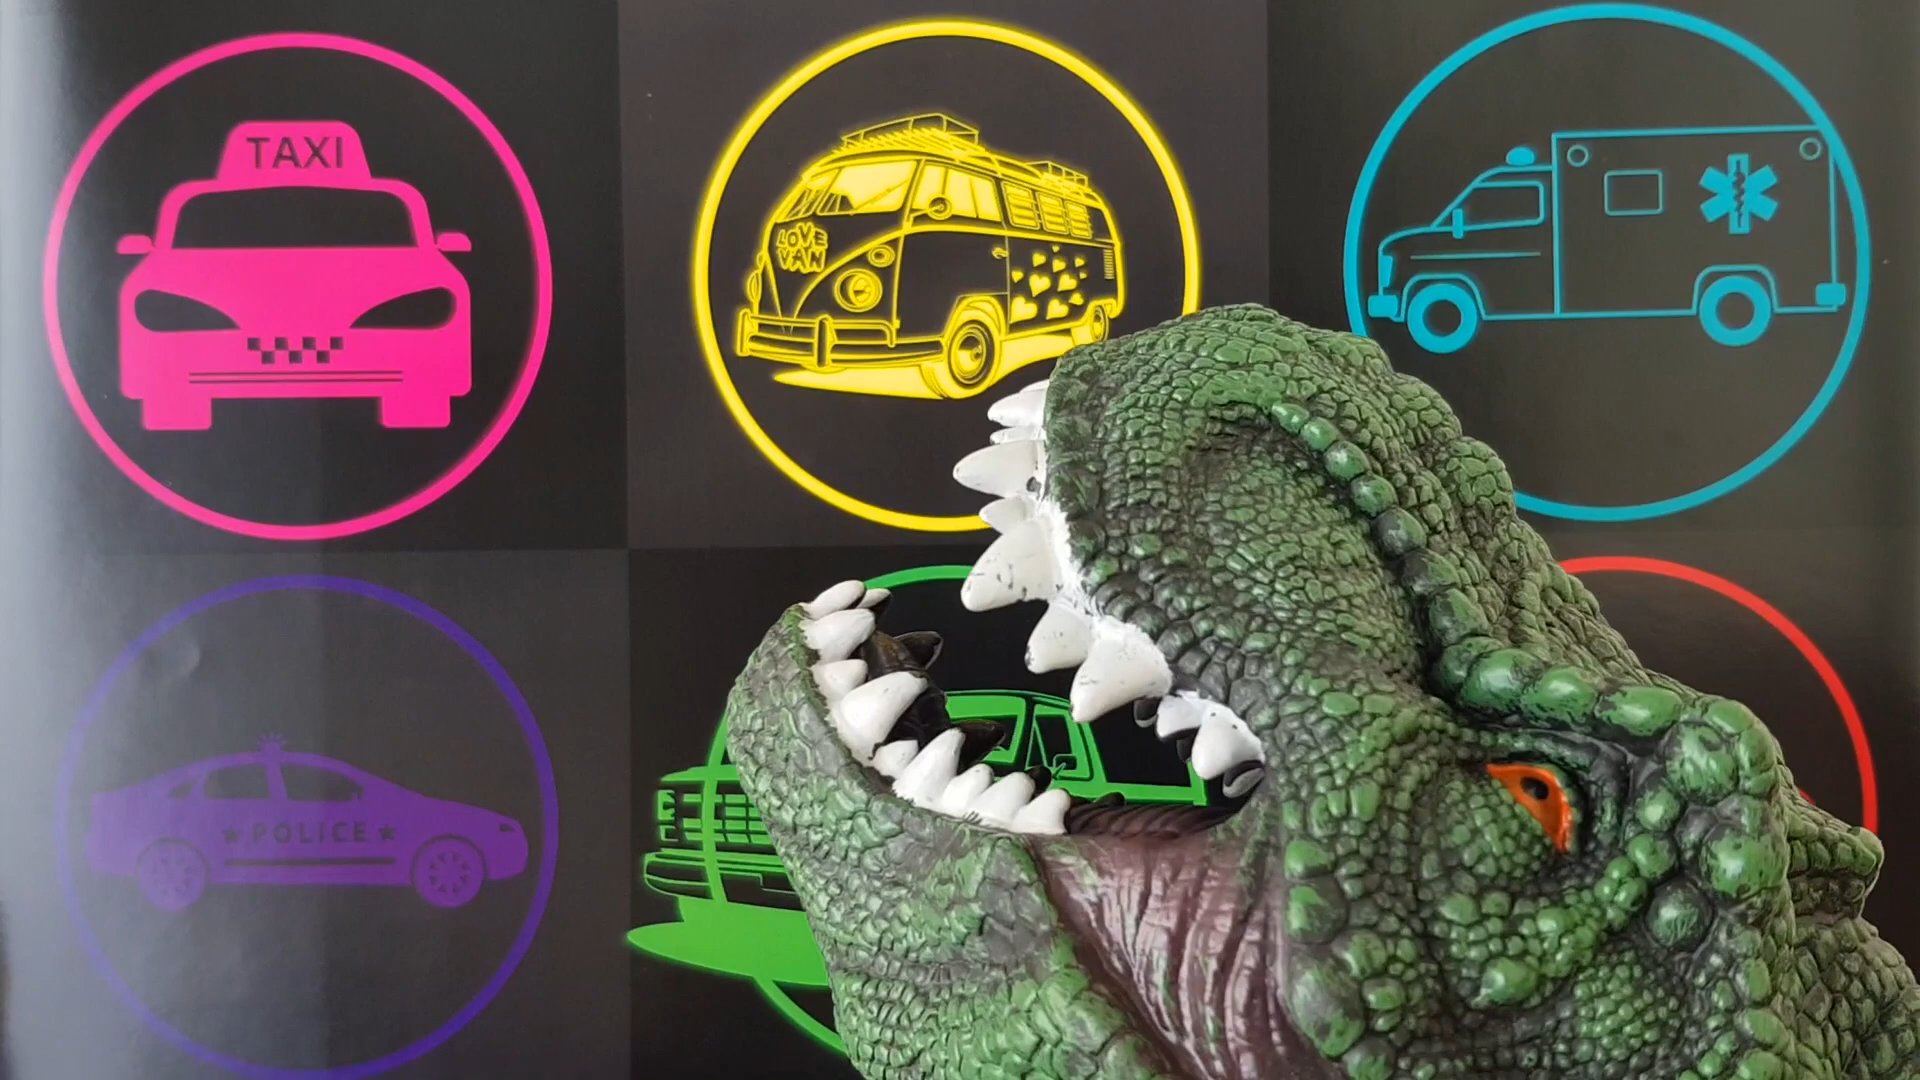 TAXI
LOVE
VAN
★ POLICE ★